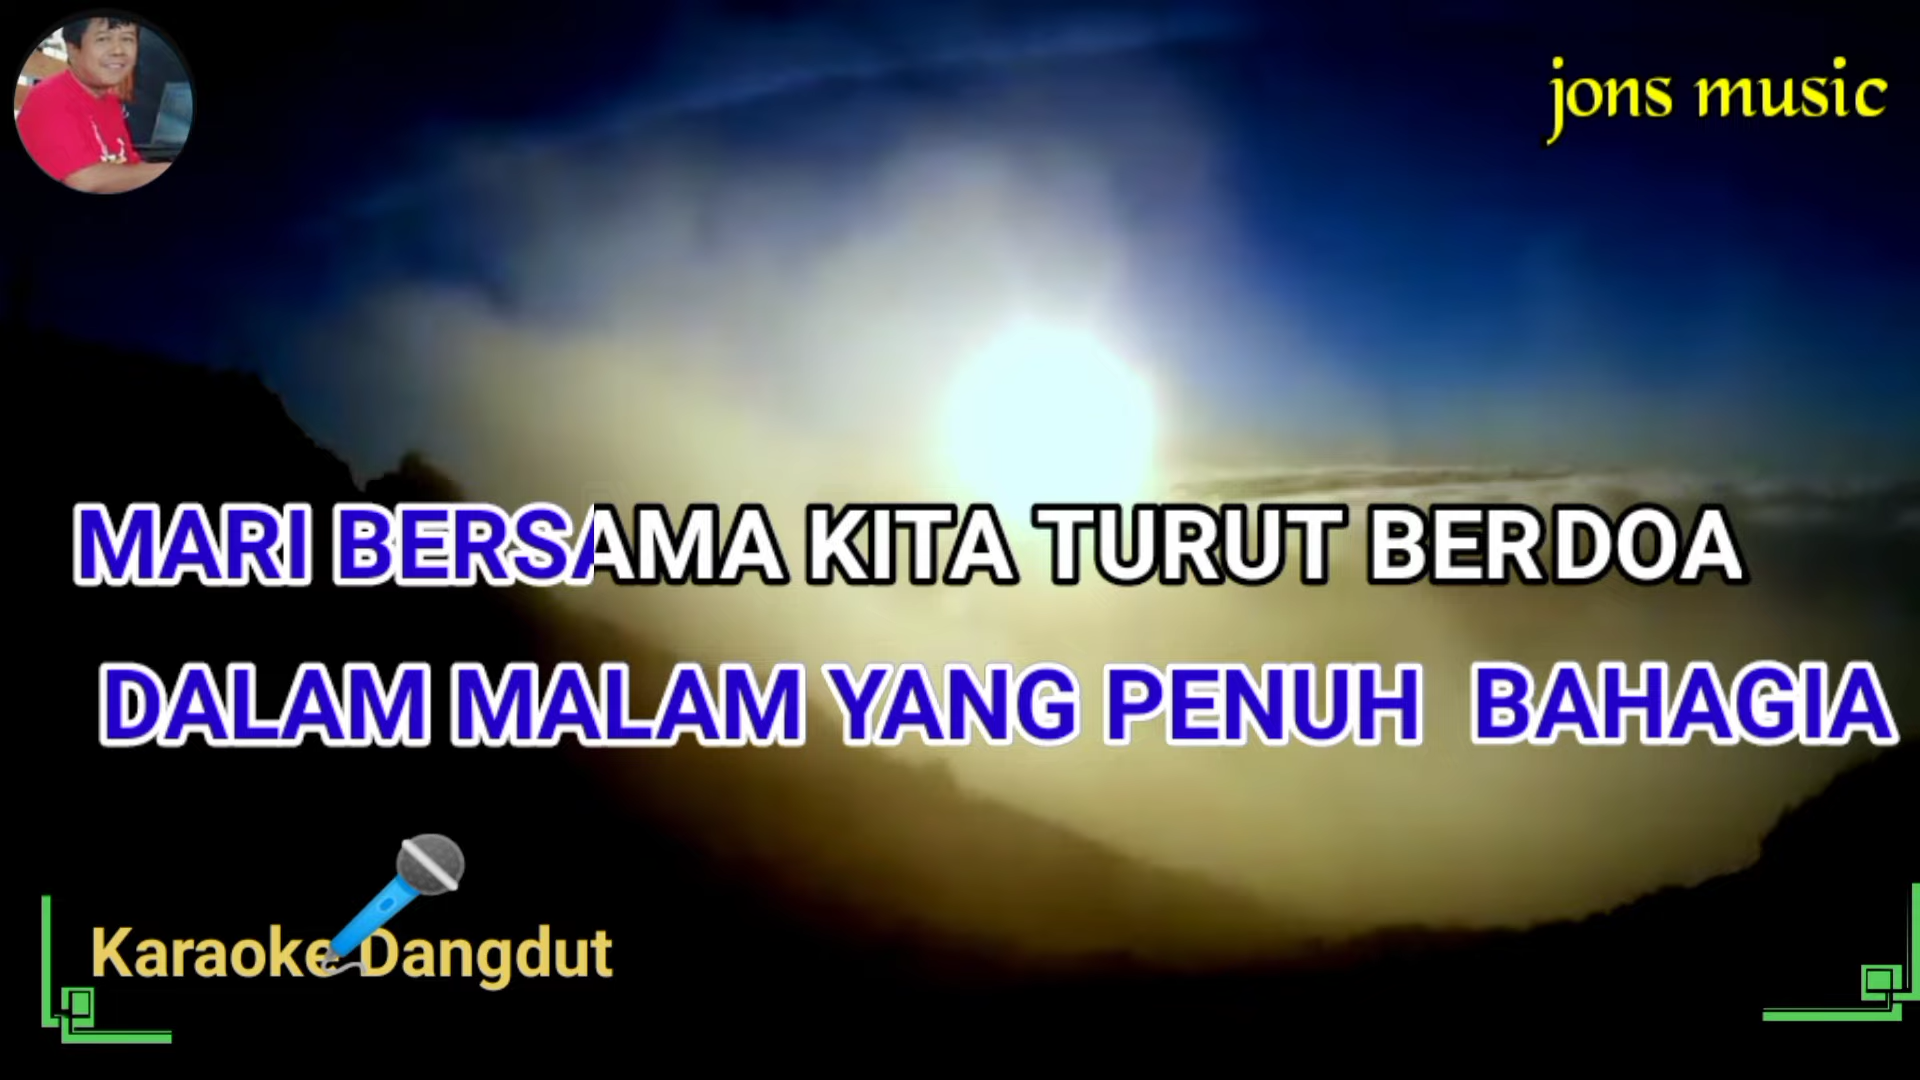 jons music
MARI BERSAMA KITA TURUT BERDOA
DALAM MALAM YANG PENUH BAHAGIA
Karaoke Dangdut